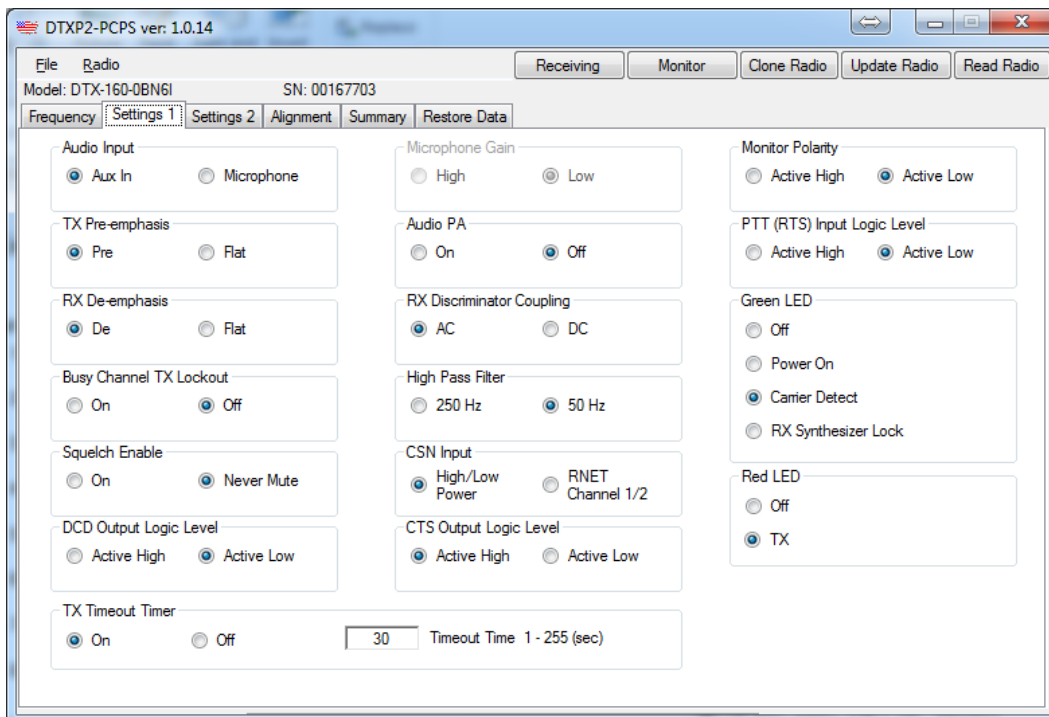 DTXP2-PCPS ver: 1.0.14
File Radio Receiving Monitor Clone Radio Update Radio Read Radio
Model: DTX-160-0BN6I SN: 00167703
Frequency Settings 1 Settings 2 Alignment Summary Restore Data
Audio Input
Aux In Microphone
Microphone Gain
High Low
Monitor Polarity
Active High Active Low
TX Pre-emphasis
Pre Flat
Audio PA
On Off
PTT (RTS) Input Logic Level
Active High Active Low
RX De-emphasis
De Flat
RX Discriminator Coupling
AC DC
Green LED
Off
Power On
Carrier Detect
RX Synthesizer Lock
Busy Channel TX Lockout
On Off
High Pass Filter
250 Hz 50 Hz
Squelch Enable
On Never Mute
CSN Input
High/Low
Power
RNET
Channel 1/2
Red LED
Off
TX
DCD Output Logic Level
Active High Active Low
CTS Output Logic Level
Active High Active Low
TX Timeout Timer
On Off 30 Timeout Time 1 - 255 (sec)